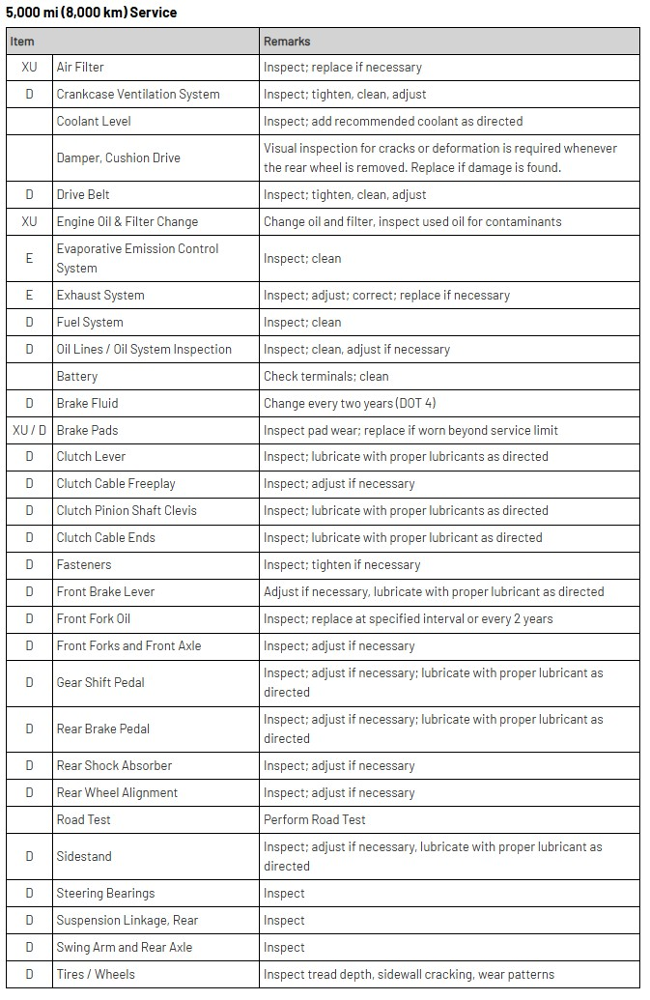 5,000 mi (8,000 km) Service
Item Remarks
XU Air Filter Inspect; replace if necessary
D Crankcase Ventilation System Inspect; tighten, clean, adjust
Coolant Level Inspect; add recommended coolant as directed
Damper, Cushion Drive Visual inspection for cracks or deformation is required whenever
the rear wheel is removed. Replace if damage is found.
D Drive Belt Inspect; tighten, clean, adjust
XU Engine Oil & Filter Change Change oil and filter, inspect used oil for contaminants
E Evaporative Emission Control
System Inspect; clean
E Exhaust System Inspect; adjust; correct; replace if necessary
D Fuel System Inspect; clean
D Oil Lines / Oil System Inspection Inspect; clean, adjust if necessary
Battery Check terminals; clean
D Brake Fluid Change every two years (DOT 4)
XU / D Brake Pads Inspect pad wear; replace if worn beyond service limit
D Clutch Lever Inspect; lubricate with proper lubricants as directed
D Clutch Cable Freeplay Inspect; adjust if necessary
D Clutch Pinion Shaft Clevis Inspect; lubricate with proper lubricants as directed
D Clutch Cable Ends Inspect; lubricate with proper lubricant as directed
D Fasteners Inspect; tighten if necessary
D Front Brake Lever Adjust if necessary, lubricate with proper lubricant as directed
D Front Fork Oil Inspect; replace at specified interval or every 2 years
D Front Forks and Front Axle Inspect; adjust if necessary
D Gear Shift Pedal Inspect; adjust if necessary; lubricate with proper lubricant as
directed
D Rear Brake Pedal Inspect; adjust if necessary; lubricate with proper lubricant as
directed
D Rear Shock Absorber Inspect; adjust if necessary
D Rear Wheel Alignment Inspect; adjust if necessary
Road Test Perform Road Test
D Sidestand Inspect; adjust if necessary, lubricate with proper lubricant as
directed
D Steering Bearings Inspect
D Suspension Linkage, Rear Inspect
D Swing Arm and Rear Axle Inspect
D Tires / Wheels Inspect tread depth, sidewall cracking, wear patterns